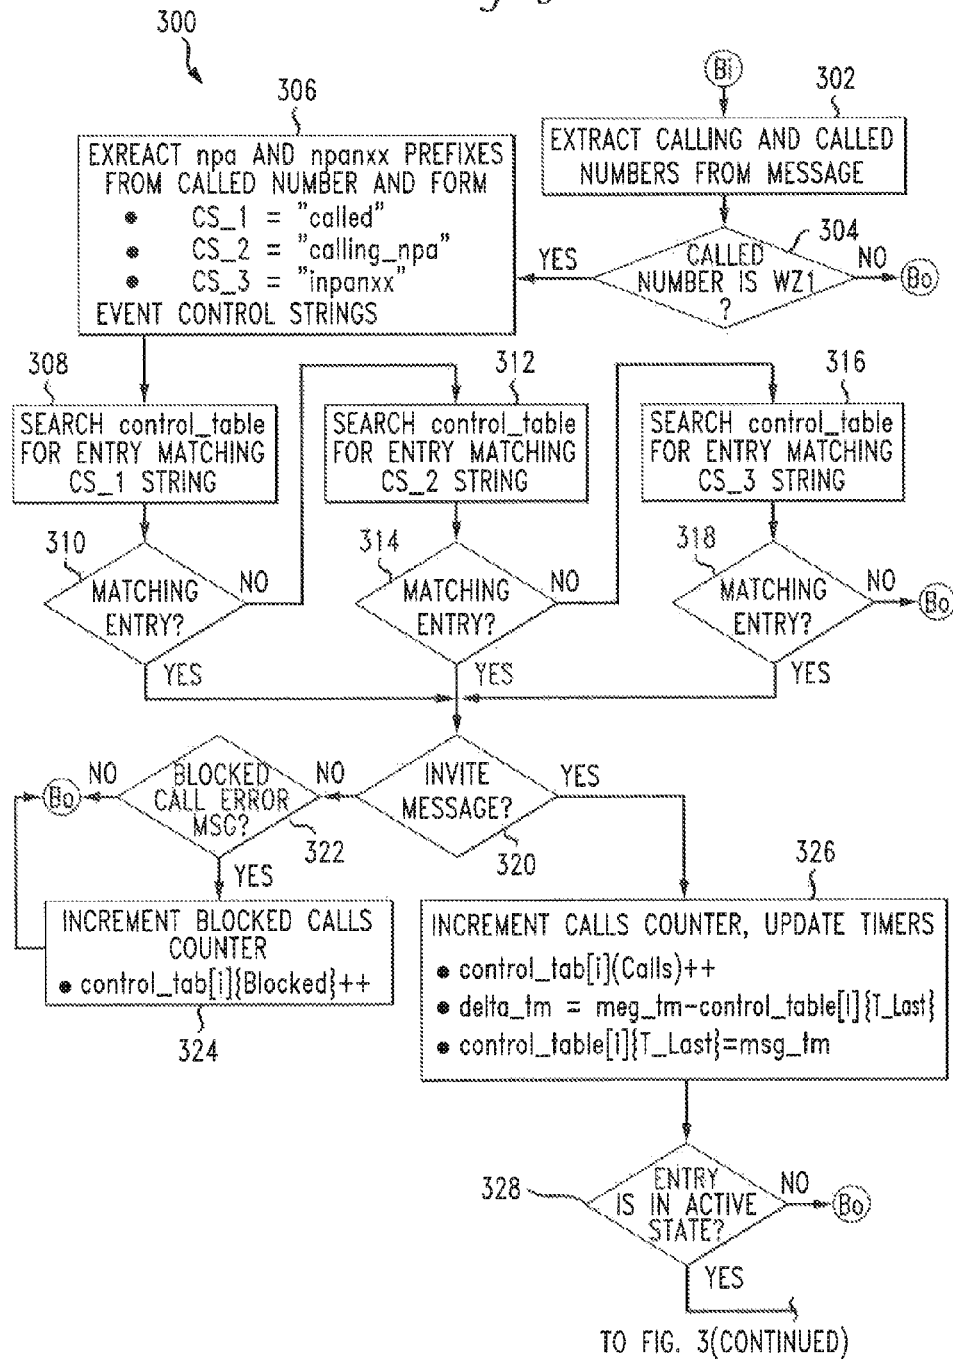 300
Bi
302
EXTRACT CALLING AND CALLED
NUMBERS FROM MESSAGE
304
CALLED
NUMBER IS WZ1
?
YES
NO
Bo
306
EXREACT npa AND npanxx PREFIXES
FROM CALLED NUMBER AND FORM
• CS_1 = "called"
• CS_2 = "calling_npa"
• CS_3 = "inpanxx"
EVENT CONTROL STRINGS
308
SEARCH control_table
FOR ENTRY MATCHING
CS_1 STRING
310
MATCHING
ENTRY?
NO
YES
312
SEARCH control_table
FOR ENTRY MATCHING
CS_2 STRING
314
MATCHING
ENTRY?
NO
YES
316
SEARCH control_table
FOR ENTRY MATCHING
CS_3 STRING
318
MATCHING
ENTRY?
NO
Bo
YES
INVITE
MESSAGE?
320
NO
YES
BLOCKED
CALL ERROR
MSG?
322
NO
Bo
YES
INCREMENT BLOCKED CALLS
COUNTER
• control_tab[i]{Blocked}++
324
326
INCREMENT CALLS COUNTER, UPDATE TIMERS
• control_tab[i](Calls)++
• delta_tm = meg_tm-control_table[i]{T_Last}
• control_table[i]{T_Last}=msg_tm
328
ENTRY
IS IN ACTIVE
STATE?
NO
Bo
YES
TO FIG. 3(CONTINUED)